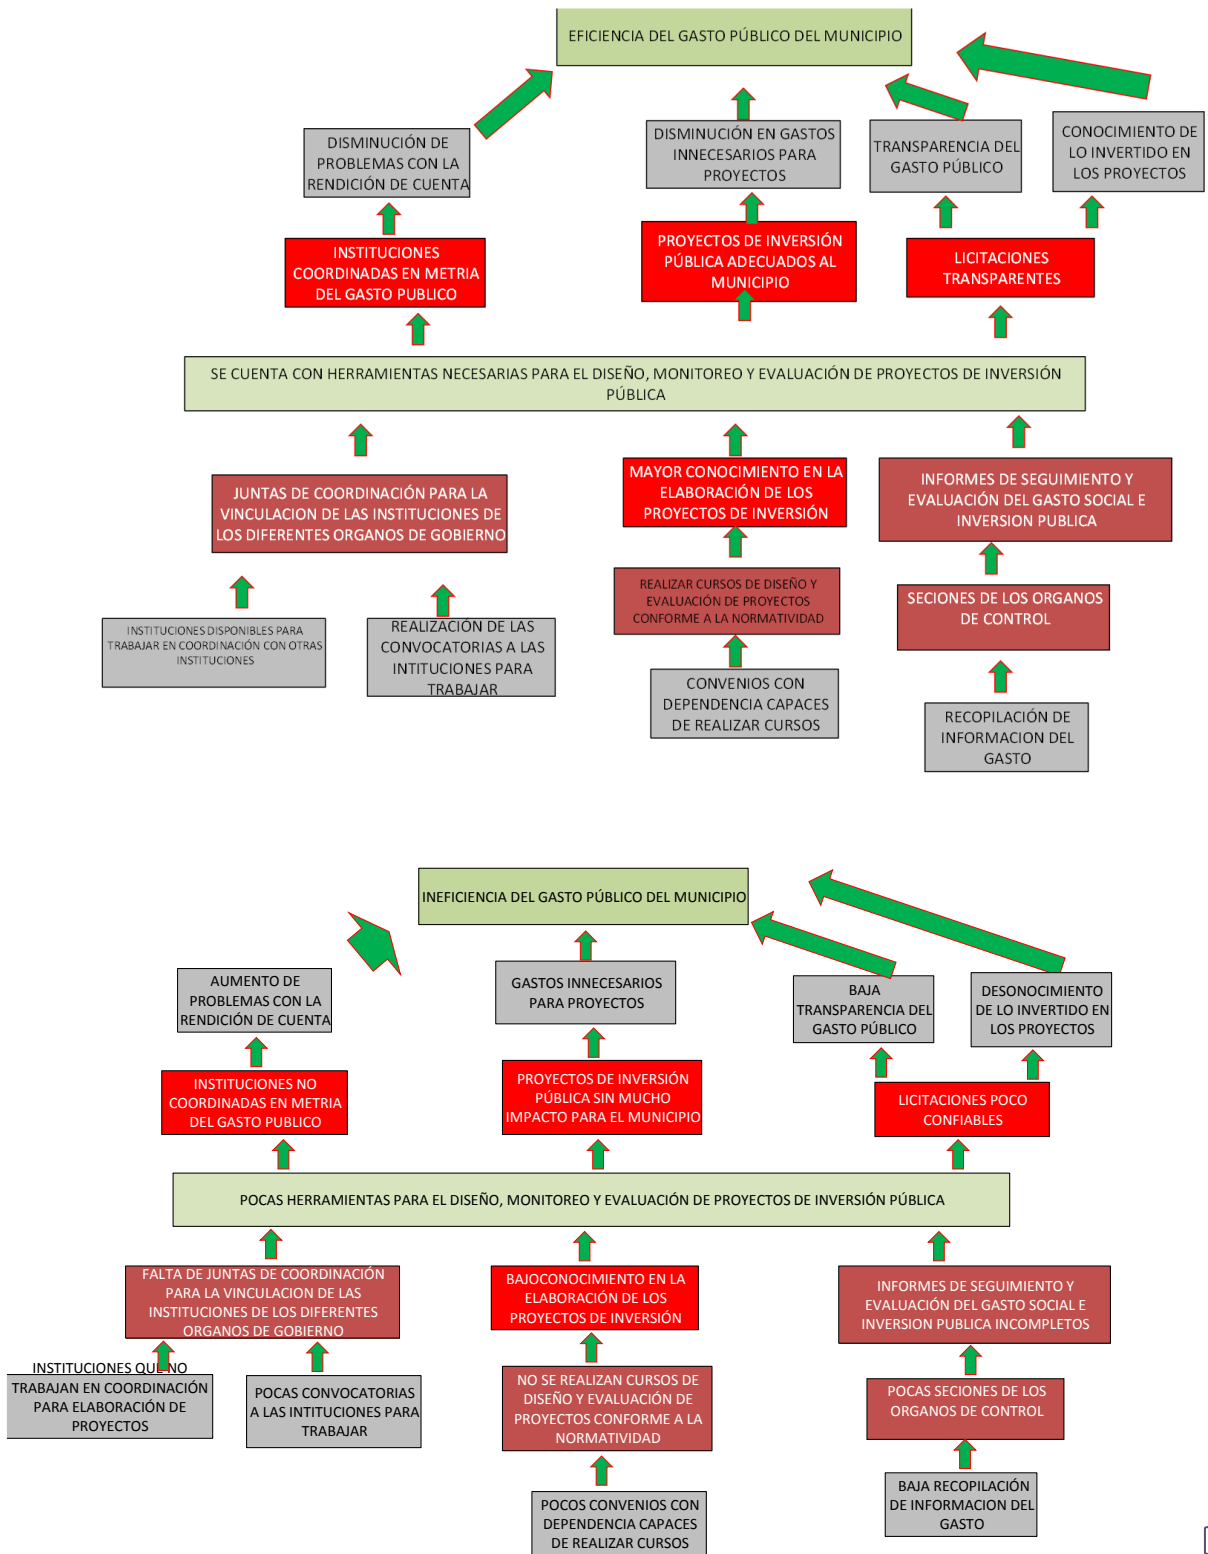 EFICIENCIA DEL GASTO PÚBLICO DEL MUNICIPIO
DISMINUCIÓN DE
PROBLEMAS CON LA
RENDICIÓN DE CUENTA
DISMINUCIÓN EN GASTOS
INNECESARIOS PARA
PROYECTOS
TRANSPARENCIA DEL
GASTO PÚBLICO
CONOCIMIENTO DE
LO INVERTIDO EN
LOS PROYECTOS
INSTITUCIONES
COORDINADAS EN METRIA
DEL GASTO PUBLICO
PROYECTOS DE INVERSIÓN
PÚBLICA ADECUADOS AL
MUNICIPIO
LICITACIONES
TRANSPARENTES
SE CUENTA CON HERRAMIENTAS NECESARIAS PARA EL DISEÑO, MONITOREO Y EVALUACIÓN DE PROYECTOS DE INVERSIÓN
PÚBLICA
JUNTAS DE COORDINACIÓN PARA LA
VINCULACION DE LAS INSTITUCIONES DE
LOS DIFERENTES ORGANOS DE GOBIERNO
MAYOR CONOCIMIENTO EN LA
ELABORACIÓN DE LOS
PROYECTOS DE INVERSIÓN
INFORMES DE SEGUIMIENTO Y
EVALUACIÓN DEL GASTO SOCIAL E
INVERSION PUBLICA
REALIZAR CURSOS DE DISEÑO Y
EVALUACIÓN DE PROYECTOS
CONFORME A LA NORMATIVIDAD
SECIONES DE LOS ORGANOS
DE CONTROL
INSTITUCIONES DISPONIBLES PARA
TRABAJAR EN COORDINACIÓN CON OTRAS
INSTITUCIONES
REALIZACIÓN DE LAS
CONVOCATORIAS A LAS
INTITUCIONES PARA
TRABAJAR
CONVENIOS CON
DEPENDENCIA CAPACES
DE REALIZAR CURSOS
RECOPILACIÓN DE
INFORMACION DEL
GASTO
INEFICIENCIA DEL GASTO PÚBLICO DEL MUNICIPIO
AUMENTO DE
PROBLEMAS CON LA
RENDICIÓN DE CUENTA
GASTOS INNECESARIOS
PARA PROYECTOS
BAJA
TRANSPARENCIA DEL
GASTO PÚBLICO
DESONOCIMIENTO
DE LO INVERTIDO EN
LOS PROYECTOS
INSTITUCIONES NO
COORDINADAS EN METRIA
DEL GASTO PUBLICO
PROYECTOS DE INVERSIÓN
PÚBLICA SIN MUCHO
IMPACTO PARA EL MUNICIPIO
LICITACIONES POCO
CONFIABLES
POCAS HERRAMIENTAS PARA EL DISEÑO, MONITOREO Y EVALUACIÓN DE PROYECTOS DE INVERSIÓN PÚBLICA
FALTA DE JUNTAS DE COORDINACIÓN
PARA LA VINCULACION DE LAS
INSTITUCIONES DE LOS DIFERENTES
ORGANOS DE GOBIERNO
BAJOCONOCIMIENTO EN LA
ELABORACIÓN DE LOS
PROYECTOS DE INVERSIÓN
INFORMES DE SEGUIMIENTO Y
EVALUACIÓN DEL GASTO SOCIAL E
INVERSION PUBLICA INCOMPLETOS
INSTITUCIONES QUE NO
TRABAJAN EN COORDINACIÓN
PARA ELABORACIÓN DE
PROYECTOS
POCAS CONVOCATORIAS
A LAS INTITUCIONES PARA
TRABAJAR
NO SE REALIZAN CURSOS DE
DISEÑO Y EVALUACIÓN DE
PROYECTOS CONFORME A LA
NORMATIVIDAD
POCAS SECIONES DE LOS
ORGANOS DE CONTROL
POCOS CONVENIOS CON
DEPENDENCIA CAPACES
DE REALIZAR CURSOS
BAJA RECOPILACIÓN
DE INFORMACION DEL
GASTO